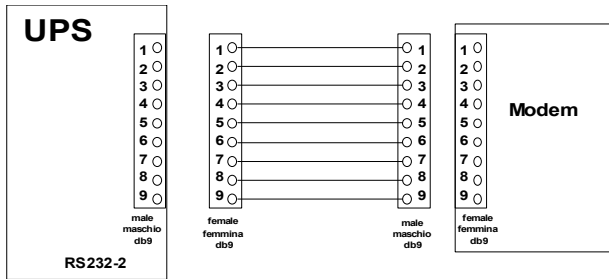 UPS
Modem
1 1 1 1
2 2 2 2
3 3 3 3
4 4 4 4
5 5 5 5
6 6 6 6
7 7 7 7
8 8 8 8
9 9 9 9
male
maschio
db9
female
femmina
db9
male
maschio
db9
female
femmina
db9
RS232-2